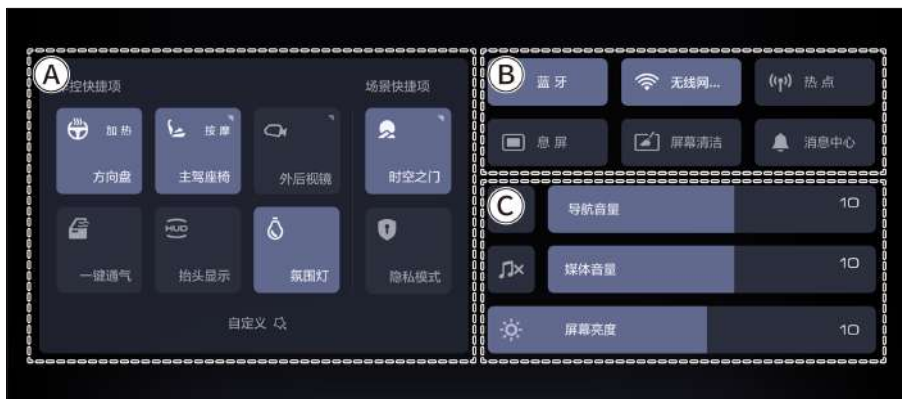 A
控快捷项
场景快捷项
加热
方向盘
按摩
主驾座椅
外后视镜
时空之门
一键通气
HUD
抬头显示
氛围灯
隐私模式
自定义
B
蓝牙
无线网...
热点
息屏
屏幕清洁
消息中心
C
导航音量
10
媒体音量
10
屏幕亮度
10